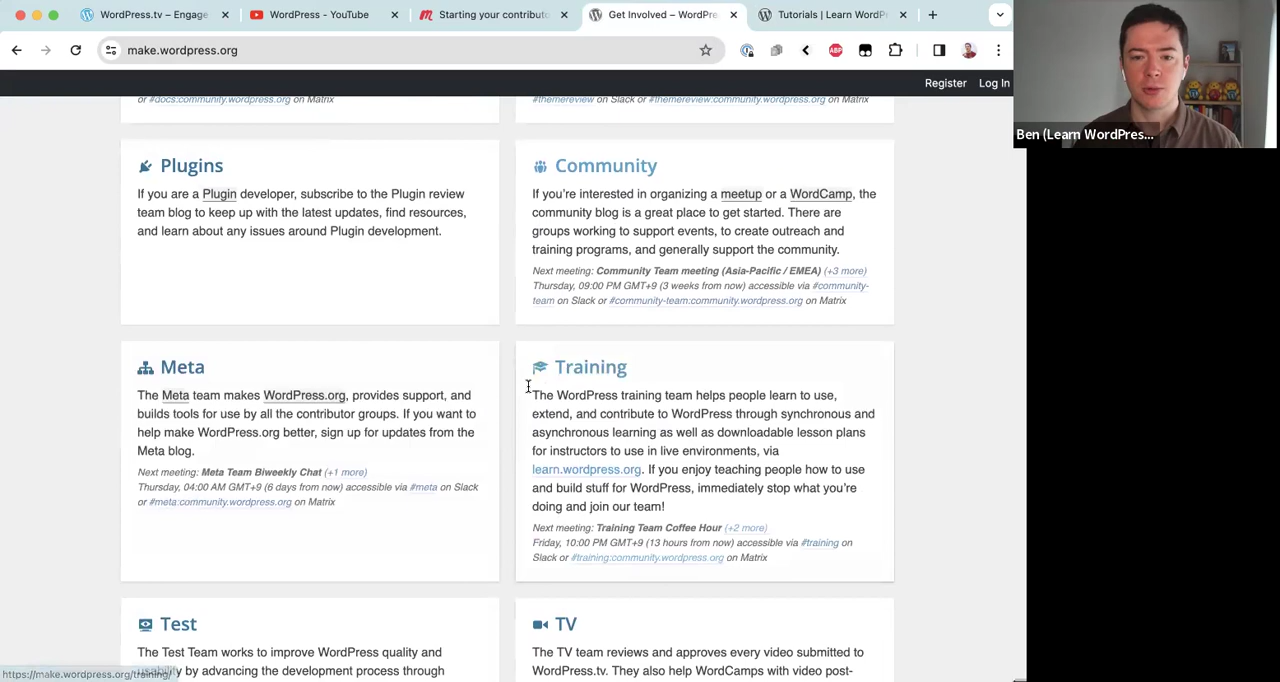 WordPress.tv – Engage
WordPress - YouTube
Starting your contributo
Get Involved – WordPre
Tutorials | Learn WordP
make.wordpress.org
ABP
Register
Log In
Ben (Learn WordPres...
or #docs:community.wordpress.org on Matrix
#themereview on Slack or #themereview:community.wordpress.org on Matrix
Plugins
If you are a Plugin developer, subscribe to the Plugin review
team blog to keep up with the latest updates, find resources,
and learn about any issues around Plugin development.
Community
If you're interested in organizing a meetup or a WordCamp, the
community blog is a great place to get started. There are
groups working to support events, to create outreach and
training programs, and generally support the community.
Next meeting: Community Team meeting (Asia-Pacific / EMEA) (+3 more)
Thursday, 09:00 PM GMT+9 (3 weeks from now) accessible via #community-
team on Slack or #community-team:community.wordpress.org on Matrix
Meta
The Meta team makes WordPress.org, provides support, and
builds tools for use by all the contributor groups. If you want to
help make WordPress.org better, sign up for updates from the
Meta blog.
Next meeting: Meta Team Biweekly Chat (+1 more)
Thursday, 04:00 AM GMT+9 (6 days from now) accessible via #meta on Slack
or #meta:community.wordpress.org on Matrix
Training
The WordPress training team helps people learn to use,
extend, and contribute to WordPress through synchronous and
asynchronous learning as well as downloadable lesson plans
for instructors to use in live environments, via
learn.wordpress.org. If you enjoy teaching people how to use
and build stuff for WordPress, immediately stop what you're
doing and join our team!
Next meeting: Training Team Coffee Hour (+2 more)
Friday, 10:00 PM GMT+9 (13 hours from now) accessible via #training on
Slack or #training:community.wordpress.org on Matrix
Test
The Test Team works to improve WordPress quality and
usability by advancing the development process through
TV
The TV team reviews and approves every video submitted to
WordPress.tv. They also help WordCamps with video post-
https://make.wordpress.org/training/